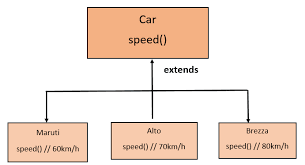 Car
speed()
extends
Maruti
speed() // 60km/h
Alto
speed() // 70km/h
Brezza
speed() // 80km/h